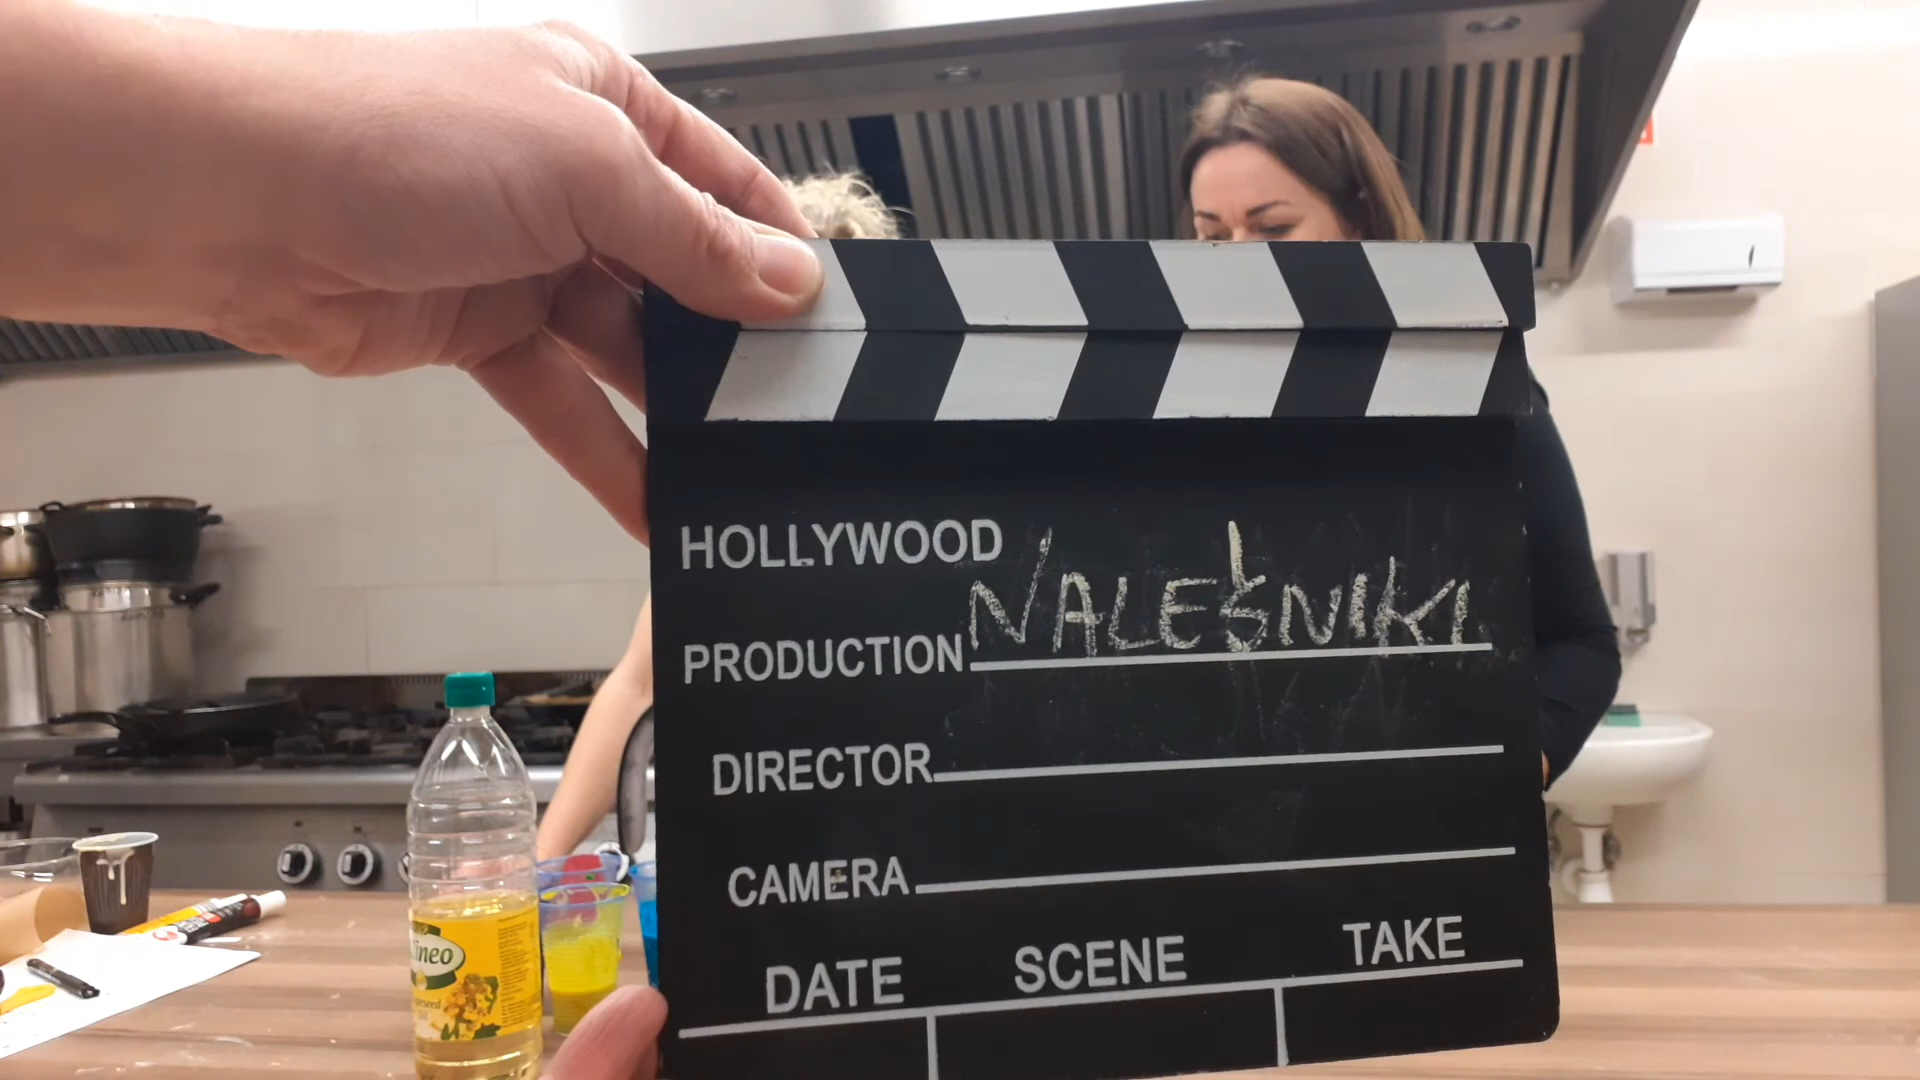 HOLLYWOOD
NALEŚNIKI
PRODUCTION
DIRECTOR
CAMERA
DATE SCENE TAKE